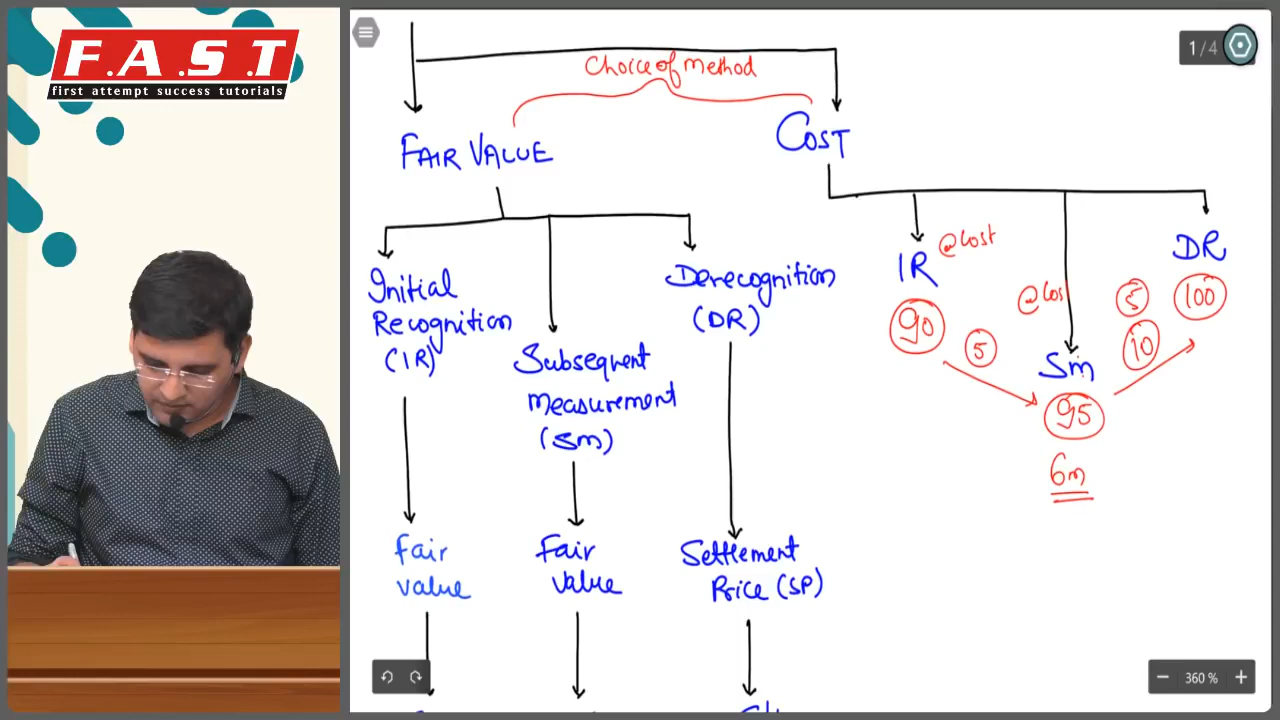 F.A.S.T
first attempt success tutorials
1/4
Choice of method
FAIR VALUE
COST
Initial
Recognition
(IR)
Subsequent
measurement
(Sm)
Derecognition
(DR)
IR @Cost
90
5
@Cos
Sm
95
6m
5
10
DR
100
Fair
value
Fair
Value
Settlement
Price (SP)
360 %